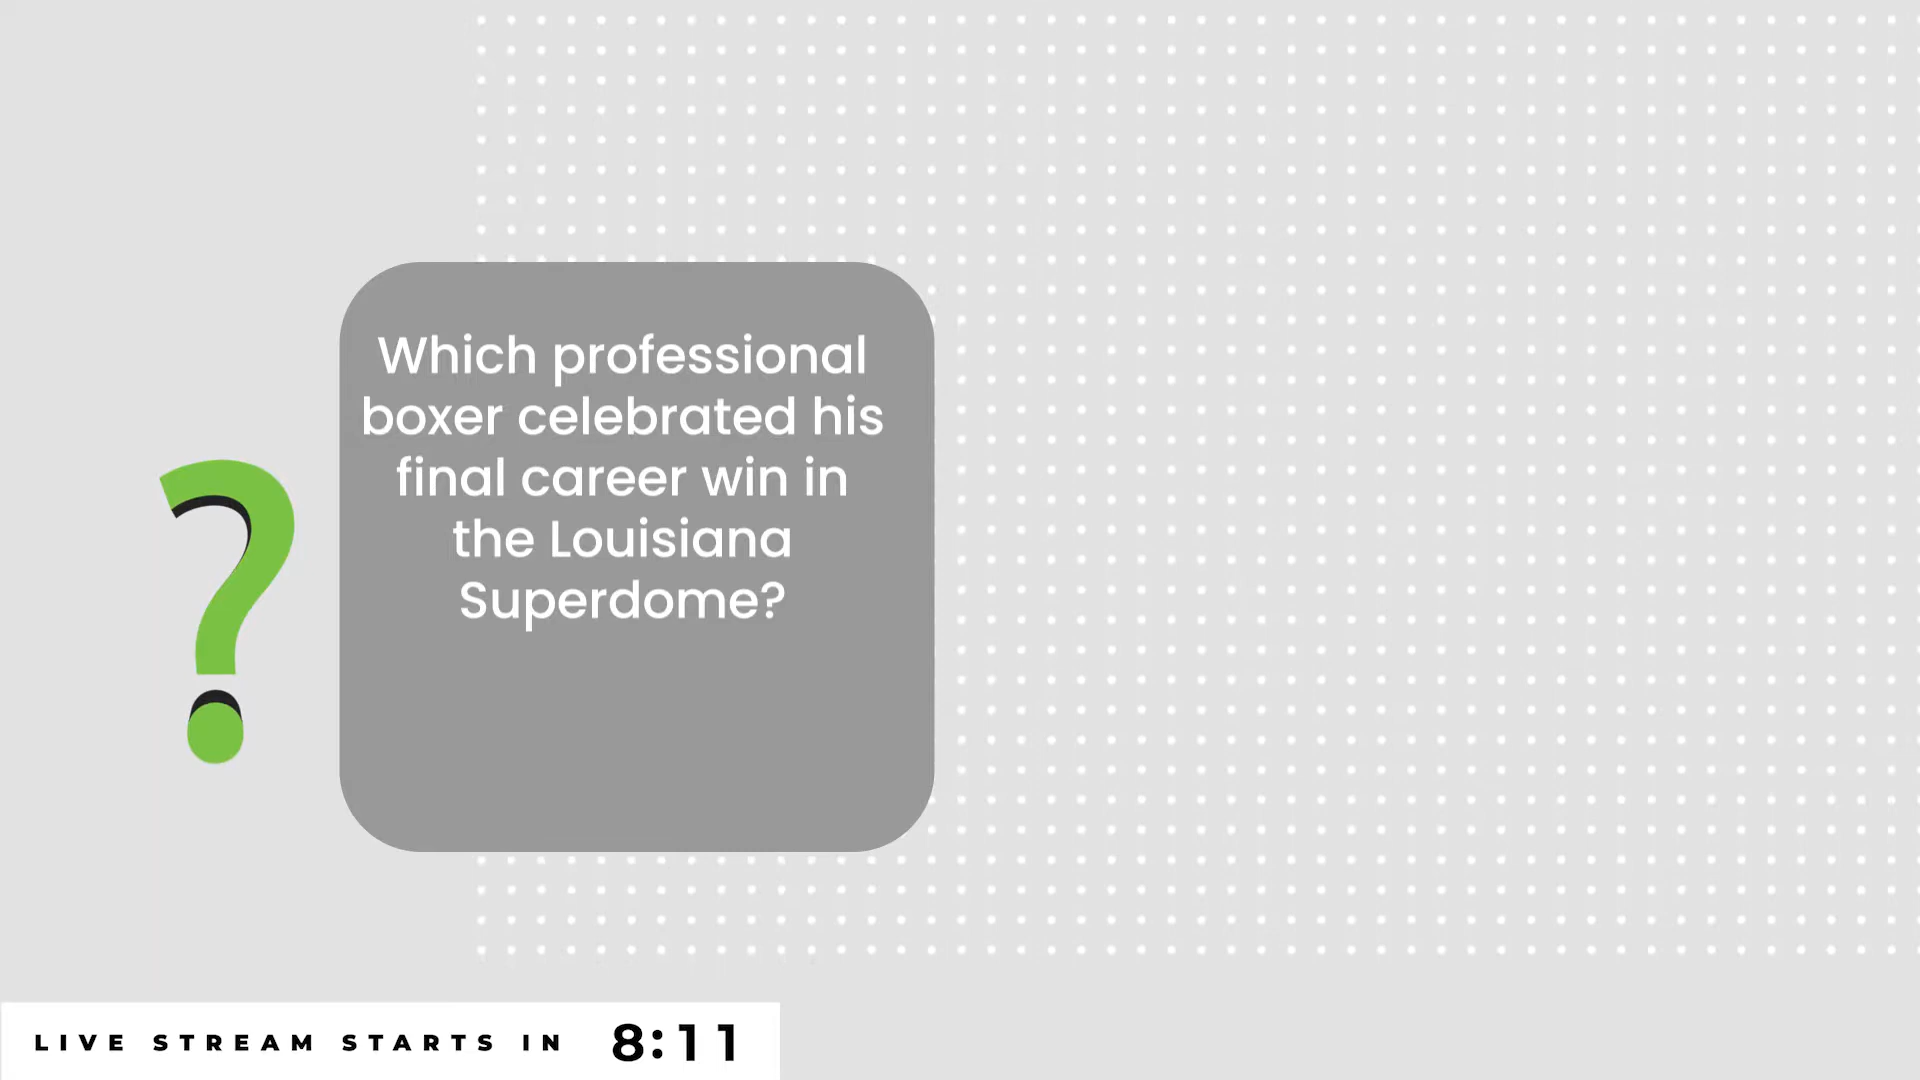 Which professional
boxer celebrated his
final career win in
the Louisiana
Superdome?
?
LIVE STREAM STARTS IN 8:11